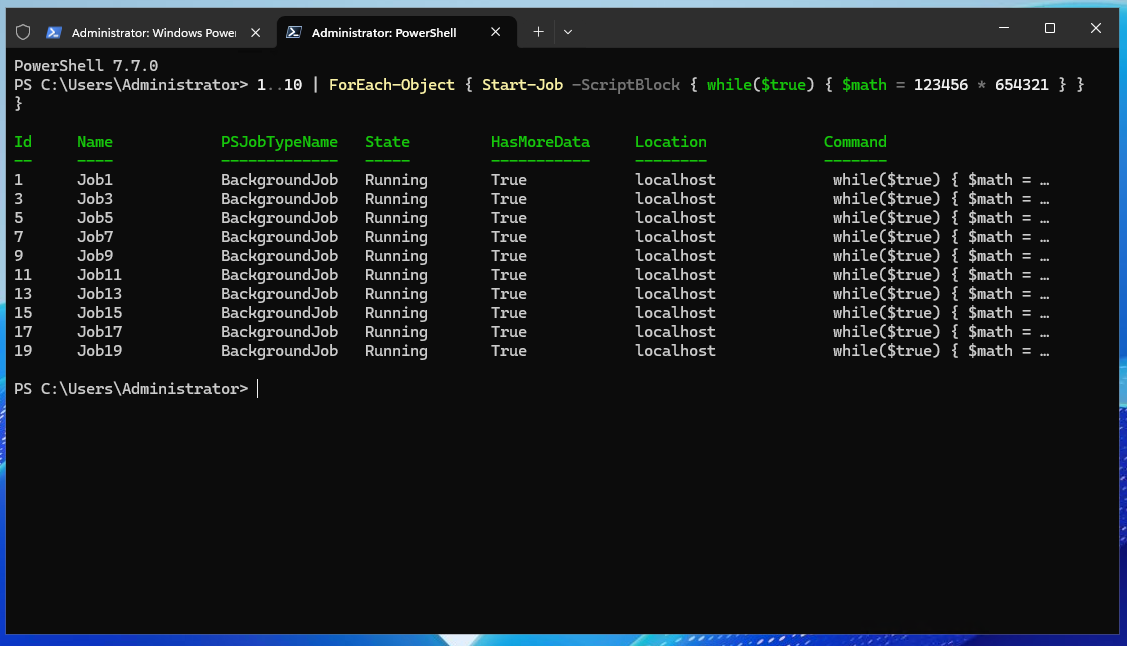 Administrator: Windows Power Administrator: PowerShell
PowerShell 7.7.0
PS C:\Users\Administrator> 1..10 | ForEach-Object { Start-Job -ScriptBlock { while($true) { $math = 123456 * 654321 } }
}
Id Name PSJobTypeName State HasMoreData Location Command
-- ---- ------------- ----- ----------- -------- -------
1 Job1 BackgroundJob Running True localhost while($true) { $math = …
3 Job3 BackgroundJob Running True localhost while($true) { $math = …
5 Job5 BackgroundJob Running True localhost while($true) { $math = …
7 Job7 BackgroundJob Running True localhost while($true) { $math = …
9 Job9 BackgroundJob Running True localhost while($true) { $math = …
11 Job11 BackgroundJob Running True localhost while($true) { $math = …
13 Job13 BackgroundJob Running True localhost while($true) { $math = …
15 Job15 BackgroundJob Running True localhost while($true) { $math = …
17 Job17 BackgroundJob Running True localhost while($true) { $math = …
19 Job19 BackgroundJob Running True localhost while($true) { $math = …
PS C:\Users\Administrator>